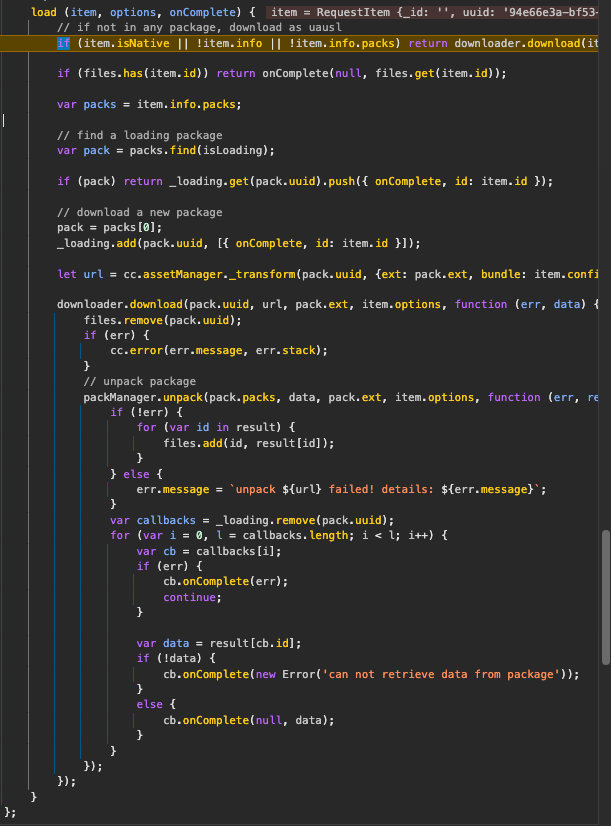 load (item, options, onComplete) { item = RequestItem {_id: '', uuid: '94e66e3a-bf53-
// if not in any package, download as uausl
if (item.isNative || !item.info || !item.info.packs) return downloader.download(it
if (files.has(item.id)) return onComplete(null, files.get(item.id));
var packs = item.info.packs;
// find a loading package
var pack = packs.find(isLoading);
if (pack) return _loading.get(pack.uuid).push({ onComplete, id: item.id });
// download a new package
pack = packs[0];
_loading.add(pack.uuid, [{ onComplete, id: item.id }]);
let url = cc.assetManager._transform(pack.uuid, {ext: pack.ext, bundle: item.confi
downloader.download(pack.uuid, url, pack.ext, item.options, function (err, data) {
files.remove(pack.uuid);
if (err) {
cc.error(err.message, err.stack);
}
// unpack package
packManager.unpack(pack.packs, data, pack.ext, item.options, function (err, re
if (!err) {
for (var id in result) {
files.add(id, result[id]);
}
} else {
err.message = `unpack ${url} failed! details: ${err.message}`;
}
var callbacks = _loading.remove(pack.uuid);
for (var i = 0, l = callbacks.length; i < l; i++) {
var cb = callbacks[i];
if (err) {
cb.onComplete(err);
continue;
}
var data = result[cb.id];
if (!data) {
cb.onComplete(new Error('can not retrieve data from package'));
}
else {
cb.onComplete(null, data);
}
}
});
});
}
};